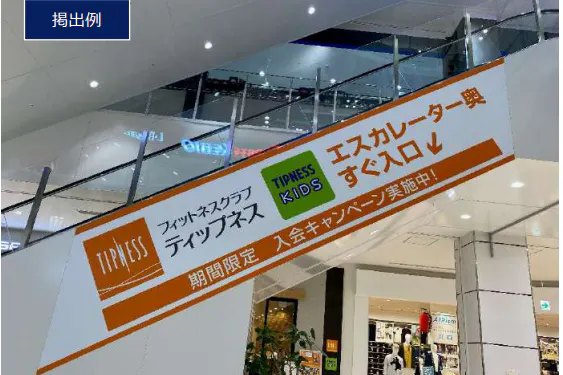 掲出例
TIPNESS
フィットネスクラブ
ティップネス
TIPNESS
KIDS
エスカレーター奥
すぐ入口↙
期間限定 入会キャンペーン実施中!